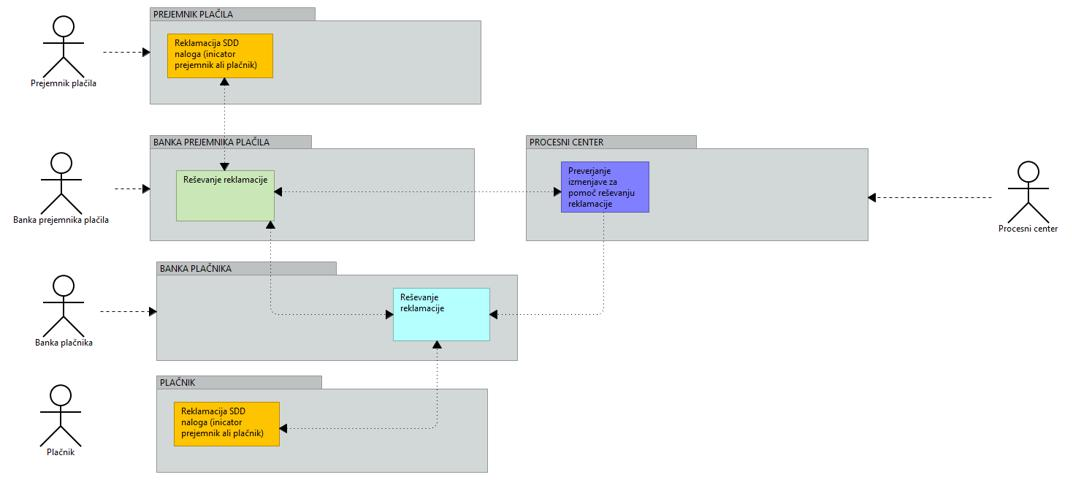 PREJEMNIK PLAČILA
Reklamacija SDD
naloga (inicator
prejemnik ali plačnik)
Prejemnik plačila
BANKA PREJEMNIKA PLAČILA
Reševanje reklamacije
Banka prejemnika plačila
PROCESNI CENTER
Preverjanje
izmenjave za
pomoč reševanju
reklamacije
Procesni center
BANKA PLAČNIKA
Reševanje
reklamacije
Banka plačnika
PLAČNIK
Reklamacija SDD
naloga (inicator
prejemnik ali plačnik)
Plačnik